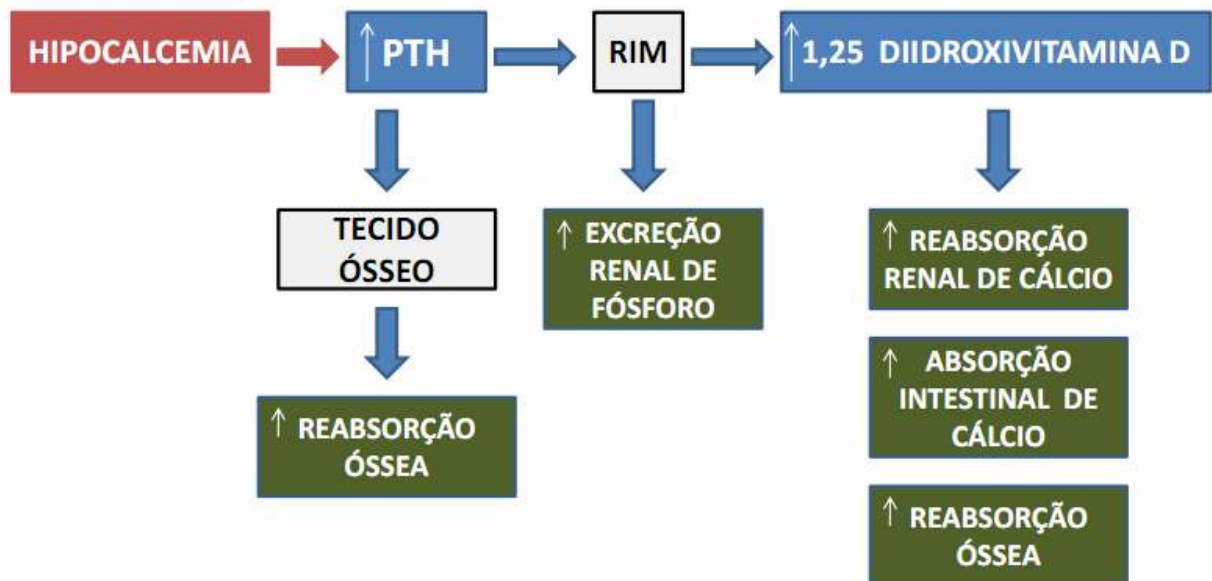 HIPOCALCEMIA
↑ PTH
RIM
↑ 1,25 DIIDROXIVITAMINA D
TECIDO
ÓSSEO
↑ EXCREÇÃO
RENAL DE
FÓSFORO
↑ REABSORÇÃO
RENAL DE CÁLCIO
↑ ABSORÇÃO
INTESTINAL DE
CÁLCIO
↑ REABSORÇÃO
ÓSSEA
↑ REABSORÇÃO
ÓSSEA